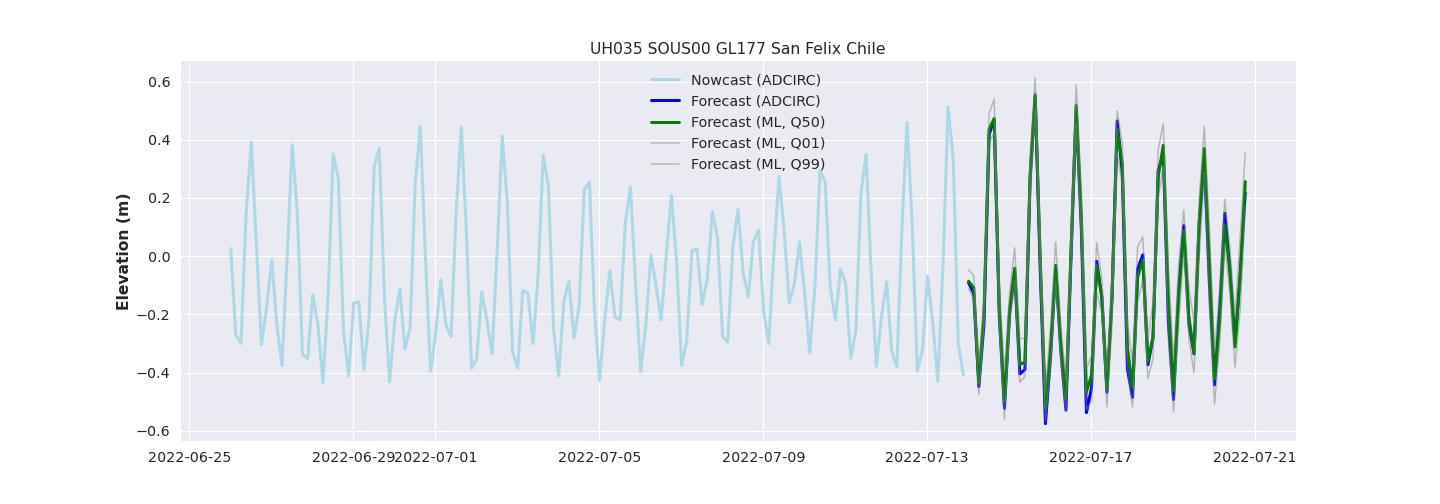 UH035 SOUS00 GL177 San Felix Chile
Nowcast (ADCIRC)
Forecast (ADCIRC)
Forecast (ML, Q50)
Forecast (ML, Q01)
Forecast (ML, Q99)
Elevation (m)
0.6
0.4
0.2
0.0
−0.2
−0.4
−0.6
2022-06-25 2022-06-29 2022-07-01 2022-07-05 2022-07-09 2022-07-13 2022-07-17 2022-07-21